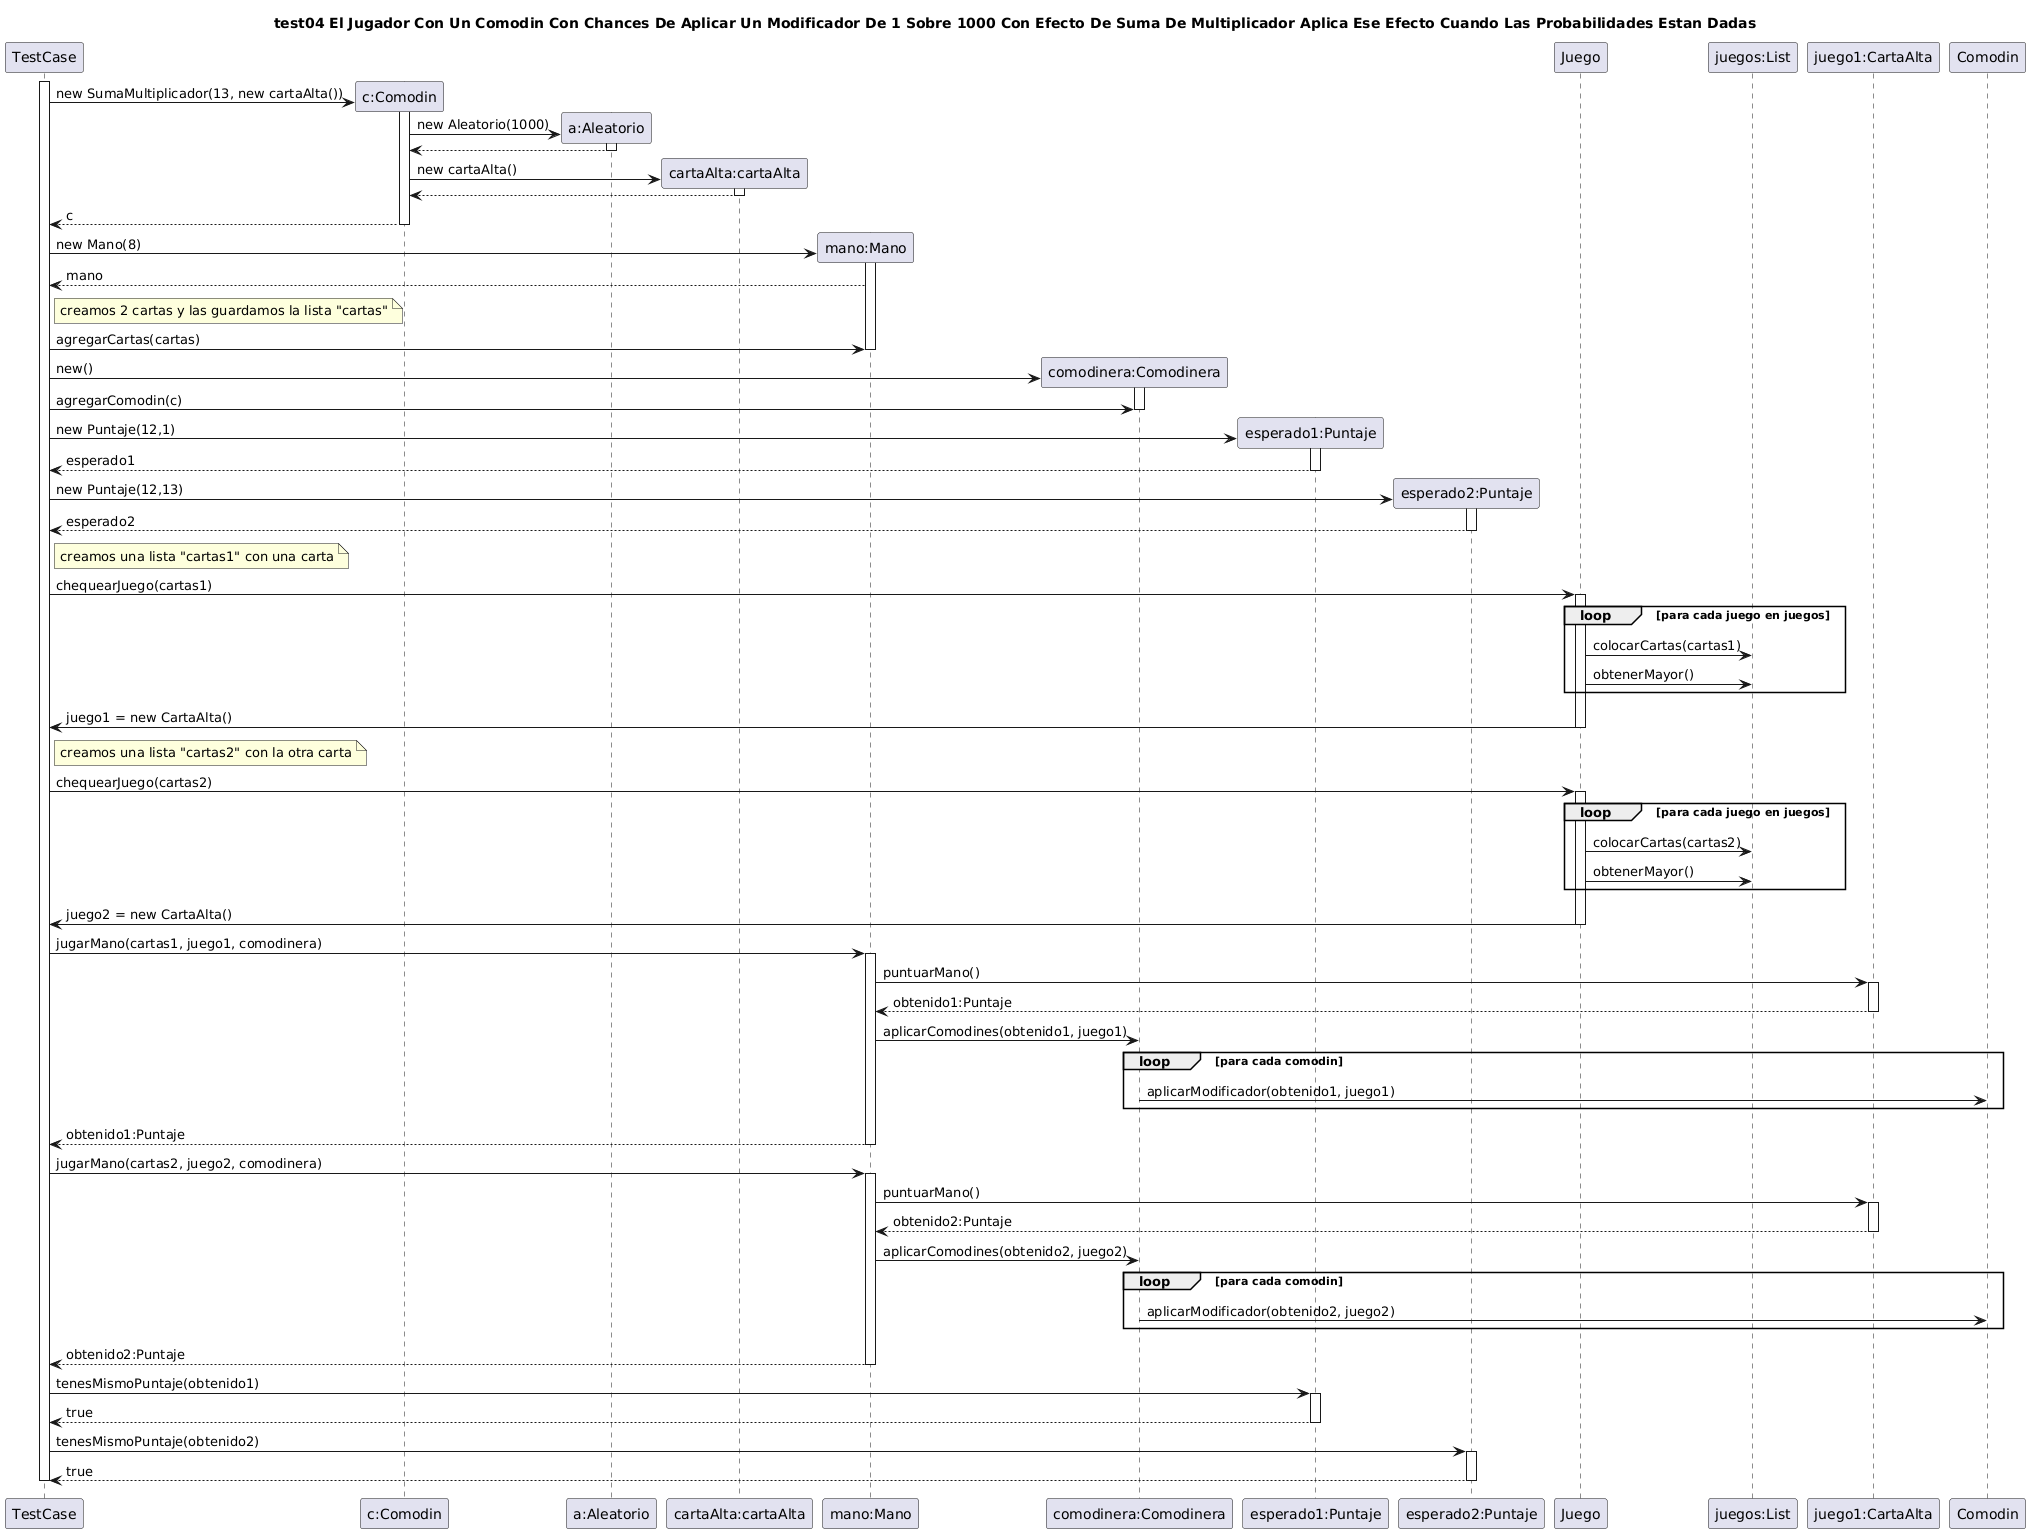 test04 El Jugador Con Un Comodin Con Chances De Aplicar Un Modificador De 1 Sobre 1000 Con Efecto De Suma De Multiplicador Aplica Ese Efecto Cuando Las Probabilidades Estan Dadas
TestCase
Juego
juegos:List
juego1:CartaAlta
Comodin
new SumaMultiplicador(13, new cartaAlta())
c:Comodin
new Aleatorio(1000)
a:Aleatorio
new cartaAlta()
cartaAlta:cartaAlta
c
new Mano(8)
mano:Mano
mano
creamos 2 cartas y las guardamos la lista "cartas"
agregarCartas(cartas)
new()
comodinera:Comodinera
agregarComodin(c)
new Puntaje(12,1)
esperado1:Puntaje
esperado1
new Puntaje(12,13)
esperado2:Puntaje
esperado2
creamos una lista "cartas1" con una carta
chequearJuego(cartas1)
loop [para cada juego en juegos]
colocarCartas(cartas1)
obtenerMayor()
juego1 = new CartaAlta()
creamos una lista "cartas2" con la otra carta
chequearJuego(cartas2)
loop [para cada juego en juegos]
colocarCartas(cartas2)
obtenerMayor()
juego2 = new CartaAlta()
jugarMano(cartas1, juego1, comodinera)
puntuarMano()
obtenido1:Puntaje
aplicarComodines(obtenido1, juego1)
loop [para cada comodin]
aplicarModificador(obtenido1, juego1)
obtenido1:Puntaje
jugarMano(cartas2, juego2, comodinera)
puntuarMano()
obtenido2:Puntaje
aplicarComodines(obtenido2, juego2)
loop [para cada comodin]
aplicarModificador(obtenido2, juego2)
obtenido2:Puntaje
tenesMismoPuntaje(obtenido1)
true
tenesMismoPuntaje(obtenido2)
true
TestCase
c:Comodin
a:Aleatorio
cartaAlta:cartaAlta
mano:Mano
comodinera:Comodinera
esperado1:Puntaje
esperado2:Puntaje
Juego
juegos:List
juego1:CartaAlta
Comodin